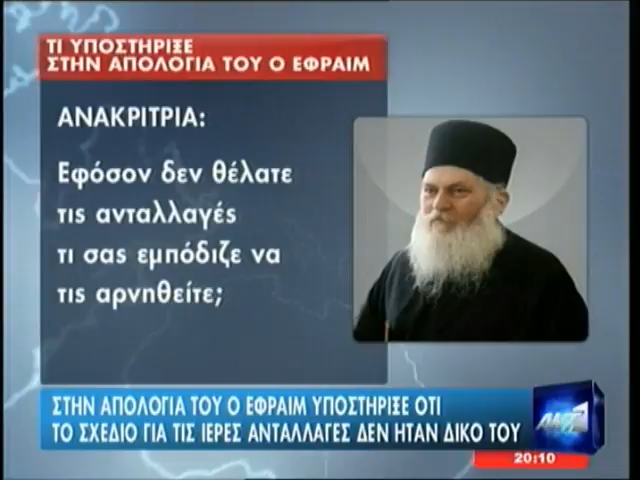 ΤΙ ΥΠΟΣΤΗΡΙΞΕ
ΣΤΗΝ ΑΠΟΛΟΓΙΑ ΤΟΥ Ο ΕΦΡΑΙΜ
ΑΝΑΚΡΙΤΡΙΑ:
Εφόσον δεν θέλατε
τις ανταλλαγές
τι σας εμπόδιζε να
τις αρνηθείτε;
ΣΤΗΝ ΑΠΟΛΟΓΙΑ ΤΟΥ Ο ΕΦΡΑΙΜ ΥΠΟΣΤΗΡΙΞΕ ΟΤΙ
ΤΟ ΣΧΕΔΙΟ ΓΙΑ ΤΙΣ ΙΕΡΕΣ ΑΝΤΑΛΛΑΓΕΣ ΔΕΝ ΗΤΑΝ ΔΙΚΟ ΤΟΥ
20:10